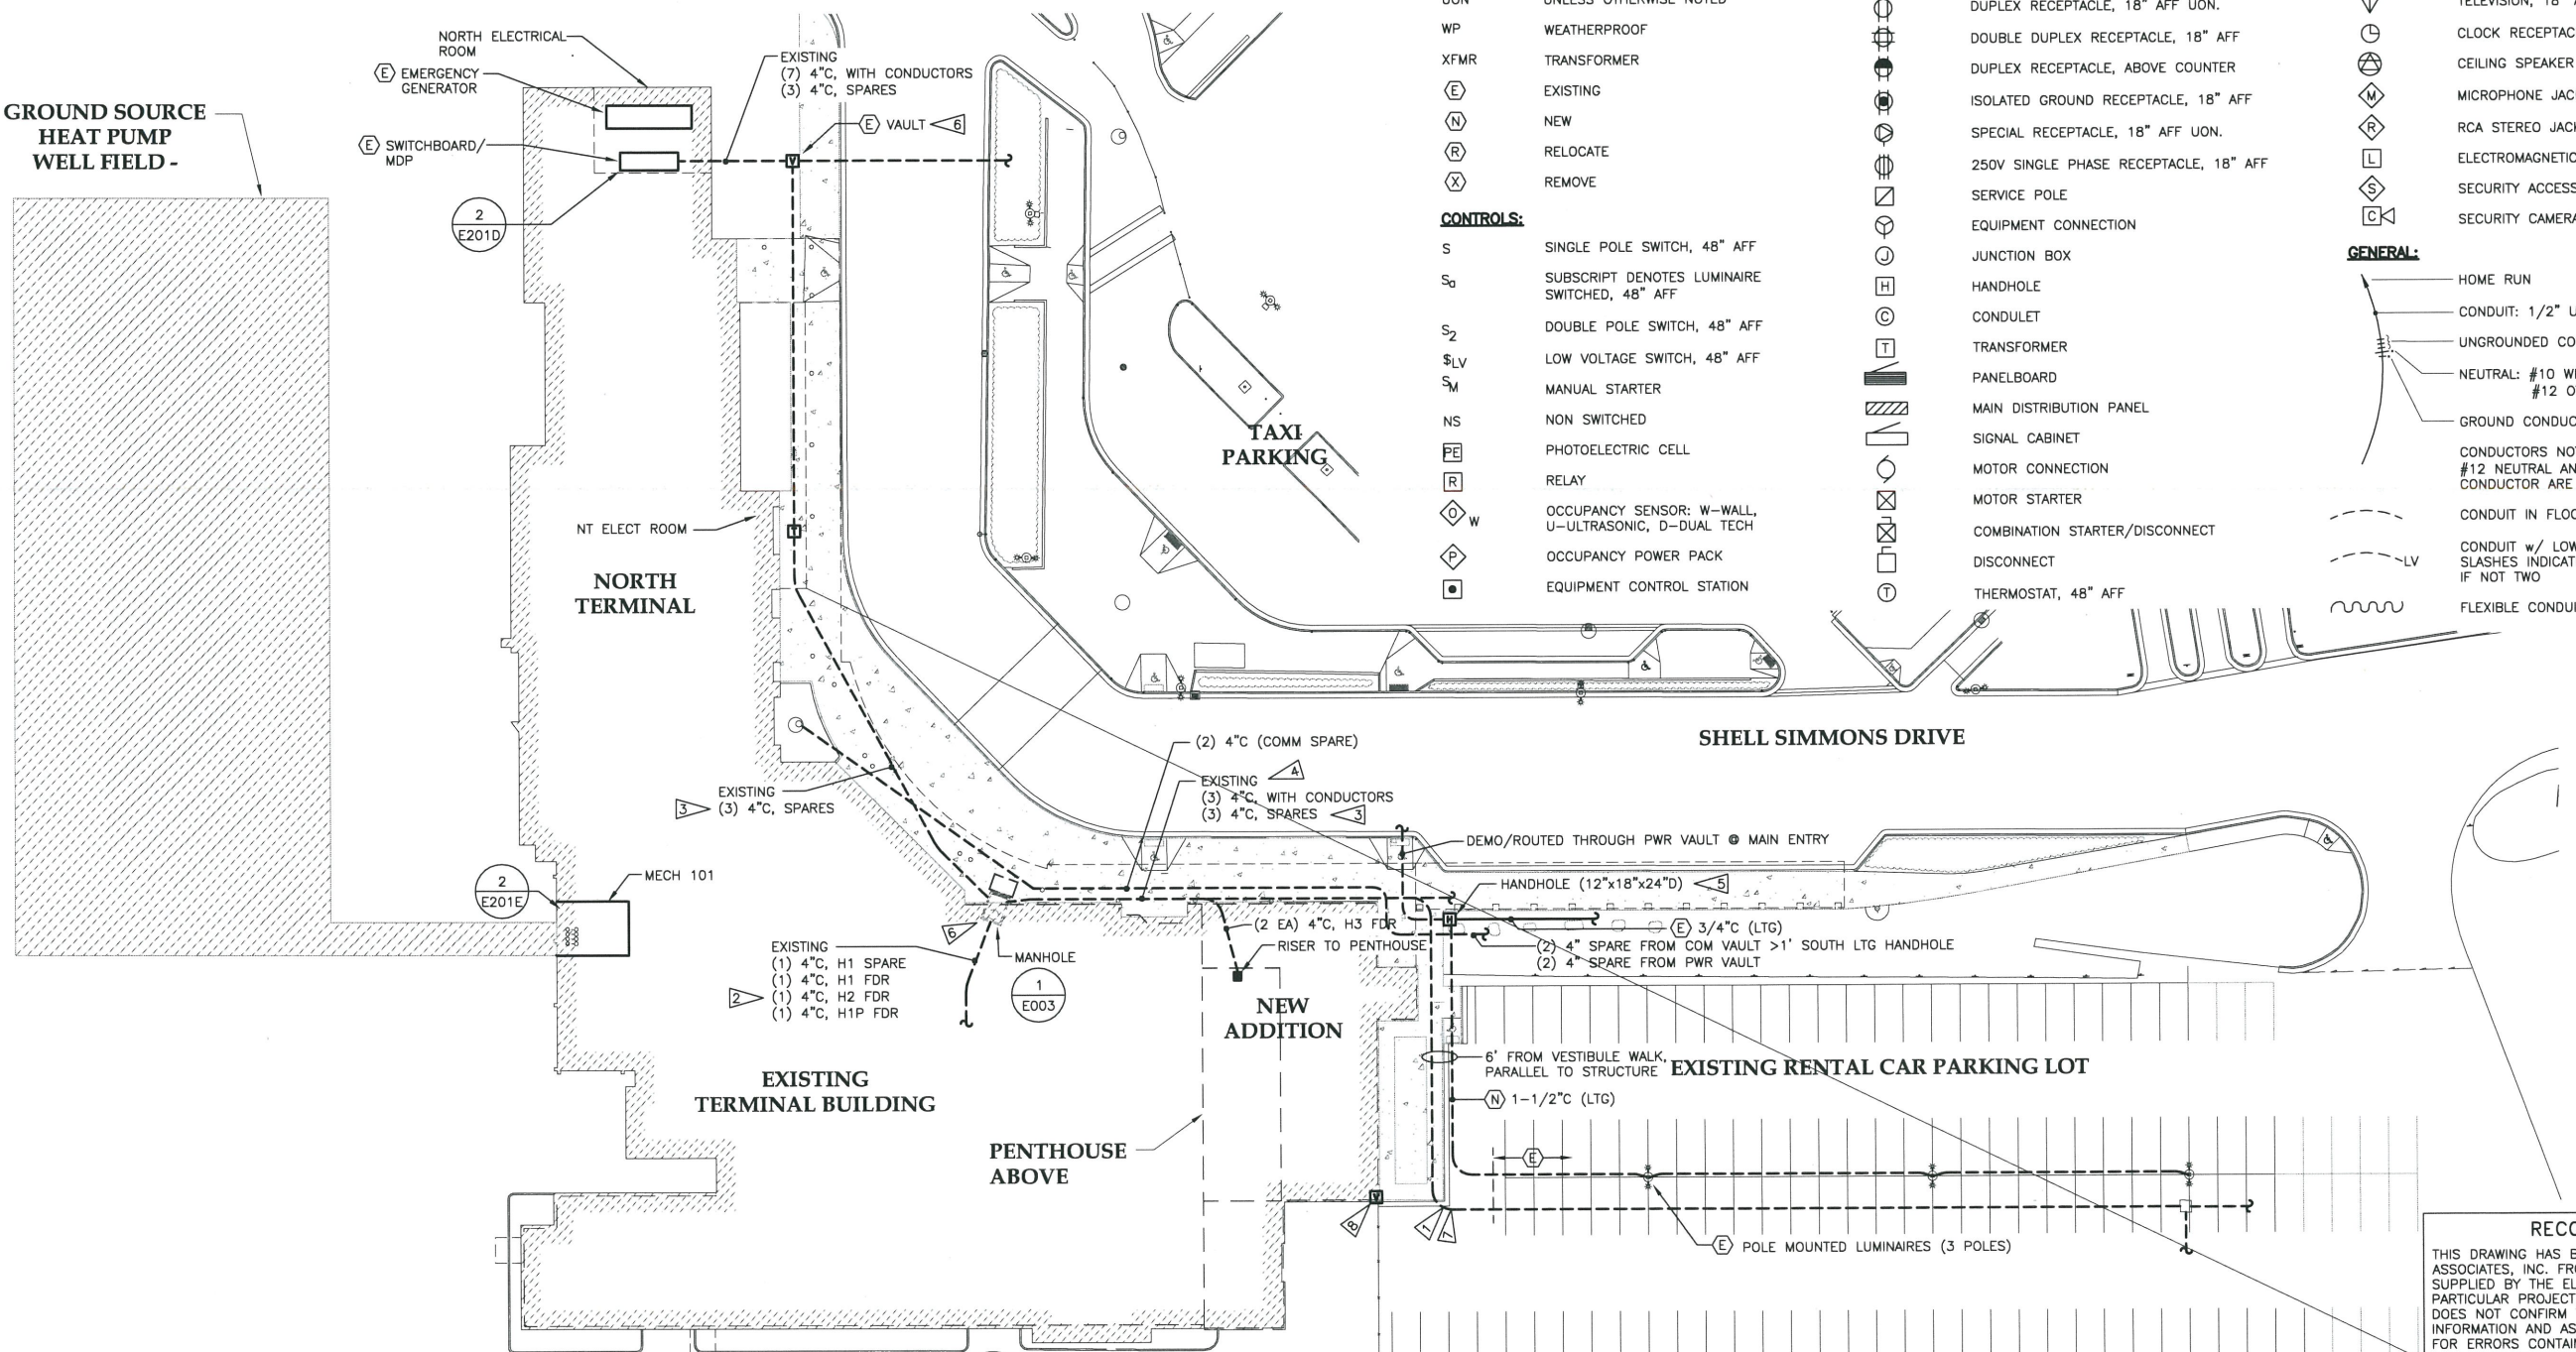 NORTH ELECTRICAL
ROOM
E EMERGENCY
GENERATOR
E SWITCHBOARD/
MDP
2
E201D
GROUND SOURCE
HEAT PUMP
WELL FIELD -
EXISTING
(7) 4"C, WITH CONDUCTORS
(3) 4"C, SPARES
E VAULT 6
V
NT ELECT ROOM
NORTH
TERMINAL
TAXI
PARKING
SHELL SIMMONS DRIVE
EXISTING
3 (3) 4"C, SPARES
(2) 4"C (COMM SPARE)
EXISTING 4
(3) 4"C, WITH CONDUCTORS
(3) 4"C, SPARES 3
DEMO/ROUTED THROUGH PWR VAULT @ MAIN ENTRY
HANDHOLE (12"x18"x24"D) 5
H
E 3/4"C (LTG)
(2) 4" SPARE FROM COM VAULT >1' SOUTH LTG HANDHOLE
(2) 4" SPARE FROM PWR VAULT
2
E201E
MECH 101
6
MANHOLE
1
E003
EXISTING
(1) 4"C, H1 SPARE
(1) 4"C, H1 FDR
2 (1) 4"C, H2 FDR
(1) 4"C, H1P FDR
(2 EA) 4"C, H3 FDR
RISER TO PENTHOUSE
NEW
ADDITION
EXISTING
TERMINAL BUILDING
PENTHOUSE
ABOVE
6' FROM VESTIBULE WALK,
PARALLEL TO STRUCTURE
EXISTING RENTAL CAR PARKING LOT
N 1-1/2"C (LTG)
E
V
8
1
7
E POLE MOUNTED LUMINAIRES (3 POLES)
UON UNLESS OTHERWISE NOTED
WP WEATHERPROOF
XFMR TRANSFORMER
E EXISTING
N NEW
R RELOCATE
X REMOVE
CONTROLS:
S SINGLE POLE SWITCH, 48" AFF
Sa SUBSCRIPT DENOTES LUMINAIRE
SWITCHED, 48" AFF
S2 DOUBLE POLE SWITCH, 48" AFF
$LV LOW VOLTAGE SWITCH, 48" AFF
SM MANUAL STARTER
NS NON SWITCHED
PE PHOTOELECTRIC CELL
R RELAY
O W OCCUPANCY SENSOR: W-WALL,
U-ULTRASONIC, D-DUAL TECH
P OCCUPANCY POWER PACK
EQUIPMENT CONTROL STATION
DUPLEX RECEPTACLE, 18" AFF UON.
DOUBLE DUPLEX RECEPTACLE, 18" AFF
DUPLEX RECEPTACLE, ABOVE COUNTER
ISOLATED GROUND RECEPTACLE, 18" AFF
SPECIAL RECEPTACLE, 18" AFF UON.
250V SINGLE PHASE RECEPTACLE, 18" AFF
SERVICE POLE
EQUIPMENT CONNECTION
J JUNCTION BOX
H HANDHOLE
C CONDULET
T TRANSFORMER
PANELBOARD
MAIN DISTRIBUTION PANEL
SIGNAL CABINET
MOTOR CONNECTION
MOTOR STARTER
COMBINATION STARTER/DISCONNECT
DISCONNECT
T THERMOSTAT, 48" AFF
TELEVISION, 18"
CLOCK RECEPTAC
CEILING SPEAKER
M MICROPHONE JAC
R RCA STEREO JAC
L ELECTROMAGNETIC
S SECURITY ACCESS
C SECURITY CAMERA
GENERAL:
HOME RUN
CONDUIT: 1/2" U
UNGROUNDED CO
NEUTRAL: #10 W
#12 O
GROUND CONDUC
CONDUCTORS NO
#12 NEUTRAL AN
CONDUCTOR ARE
CONDUIT IN FLOO
LV CONDUIT w/ LOW
SLASHES INDICAT
IF NOT TWO
FLEXIBLE CONDUI
RECO
THIS DRAWING HAS B
ASSOCIATES, INC. FR
SUPPLIED BY THE EL
PARTICULAR PROJECT
DOES NOT CONFIRM
INFORMATION AND AS
FOR ERRORS CONTAI